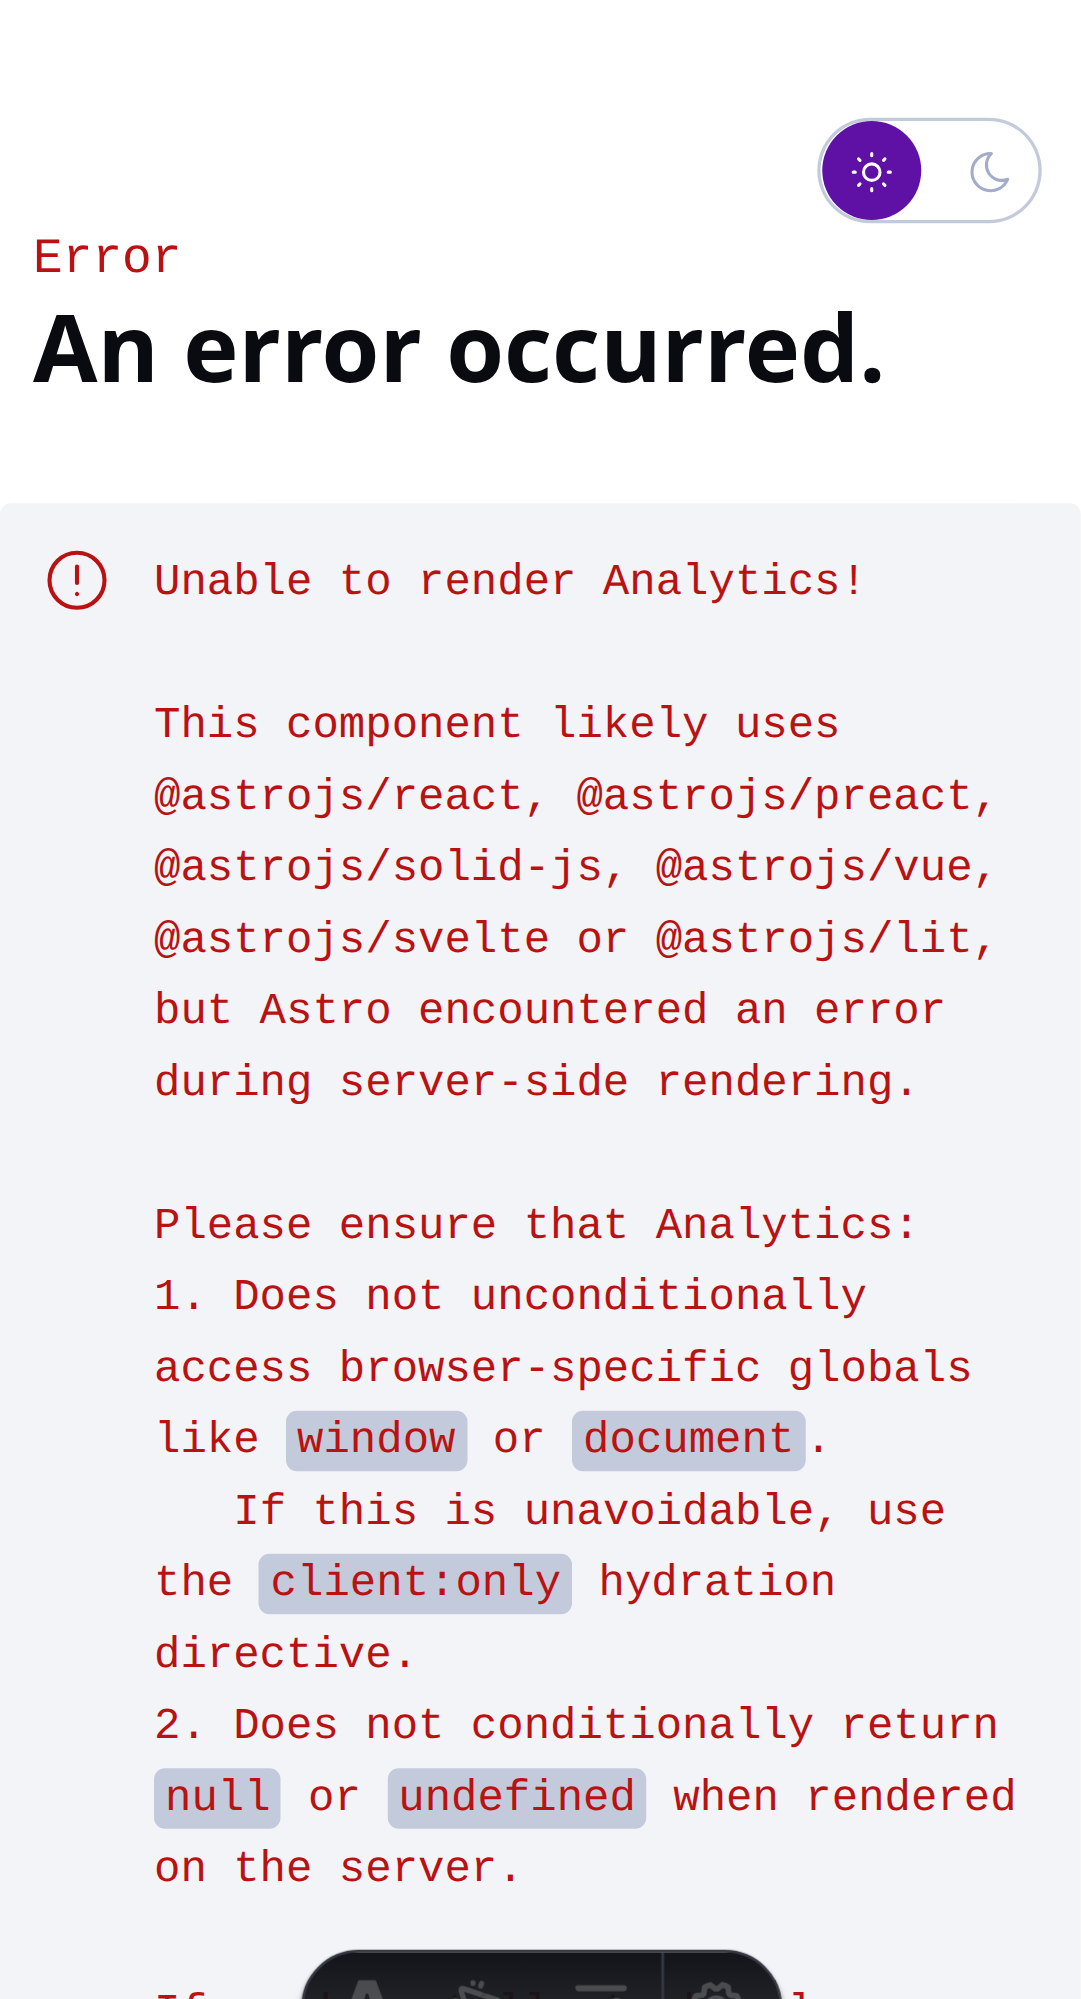 Error
An error occurred.
Unable to render Analytics!
This component likely uses
@astrojs/react, @astrojs/preact,
@astrojs/solid-js, @astrojs/vue,
@astrojs/svelte or @astrojs/lit,
but Astro encountered an error
during server-side rendering.
Please ensure that Analytics:
1. Does not unconditionally
access browser-specific globals
like window or document.
If this is unavoidable, use
the client:only hydration
directive.
2. Does not conditionally return
null or undefined when rendered
on the server.